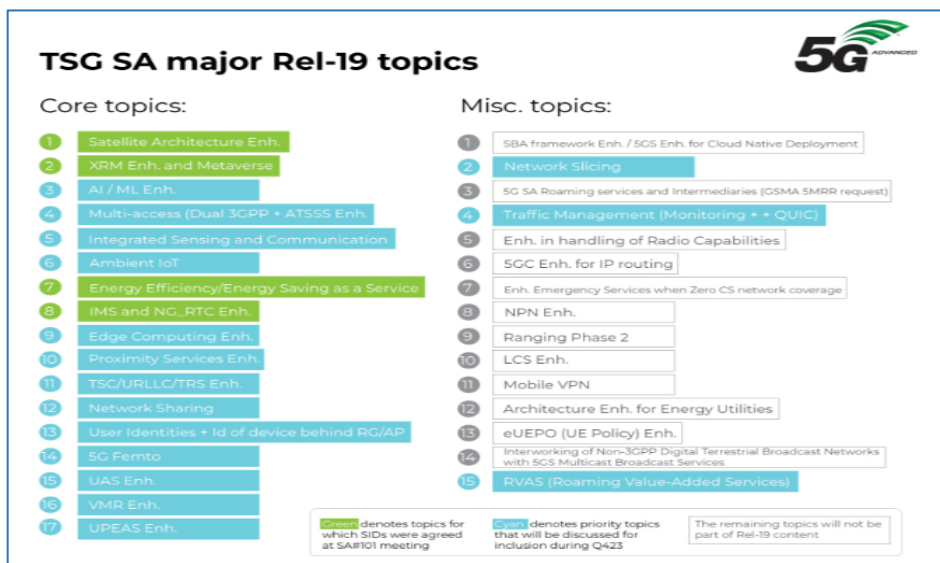 TSG SA major Rel-19 topics
5G ADVANCED
Core topics:
1 Satellite Architecture Enh.
2 XRM Enh. and Metaverse
3 AI / ML Enh.
4 Multi-access (Dual 3GPP + ATSSS Enh.
5 Integrated Sensing and Communication
6 Ambient IoT
7 Energy Efficiency/Energy Saving as a Service
8 IMS and NG_RTC Enh.
9 Edge Computing Enh.
10 Proximity Services Enh.
11 TSC/URLLC/TRS Enh.
12 Network Sharing
13 User Identities + Id of device behind RG/AP
14 5G Femto
15 UAS Enh.
16 VMR Enh.
17 UPEAS Enh.
Misc. topics:
1 SBA framework Enh. / 5GS Enh. for Cloud Native Deployment
2 Network Slicing
3 5G SA Roaming services and Intermediaries (GSMA 5MRR request)
4 Traffic Management (Monitoring + + QUIC)
5 Enh. in handling of Radio Capabilities
6 5GC Enh. for IP routing
7 Enh. Emergency Services when Zero CS network coverage
8 NPN Enh.
9 Ranging Phase 2
10 LCS Enh.
11 Mobile VPN
12 Architecture Enh. for Energy Utilities
13 eUEPO (UE Policy) Enh.
14 Interworking of Non-3GPP Digital Terrestrial Broadcast Networks
with 5GS Multicast Broadcast Services
15 RVAS (Roaming Value-Added Services)
Green denotes topics for
which SIDs were agreed
at SA#101 meeting
Cyan denotes priority topics
that will be discussed for
inclusion during Q423
The remaining topics will not be
part of Rel-19 content